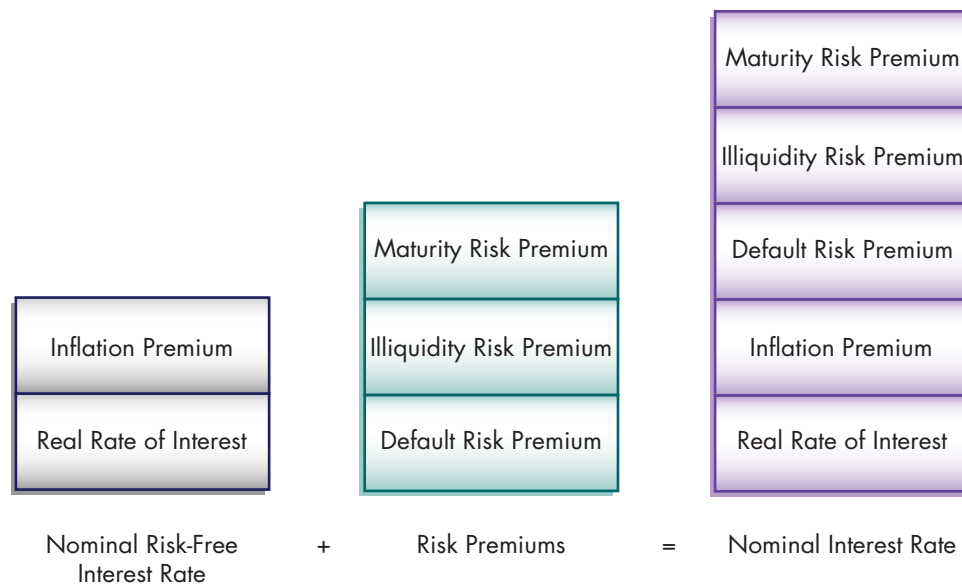 Maturity Risk Premium
Illiquidity Risk Premium
Maturity Risk Premium
Default Risk Premium
Inflation Premium
Illiquidity Risk Premium
Inflation Premium
Real Rate of Interest
Default Risk Premium
Real Rate of Interest
Nominal Risk-Free
Interest Rate
+
Risk Premiums
=
Nominal Interest Rate